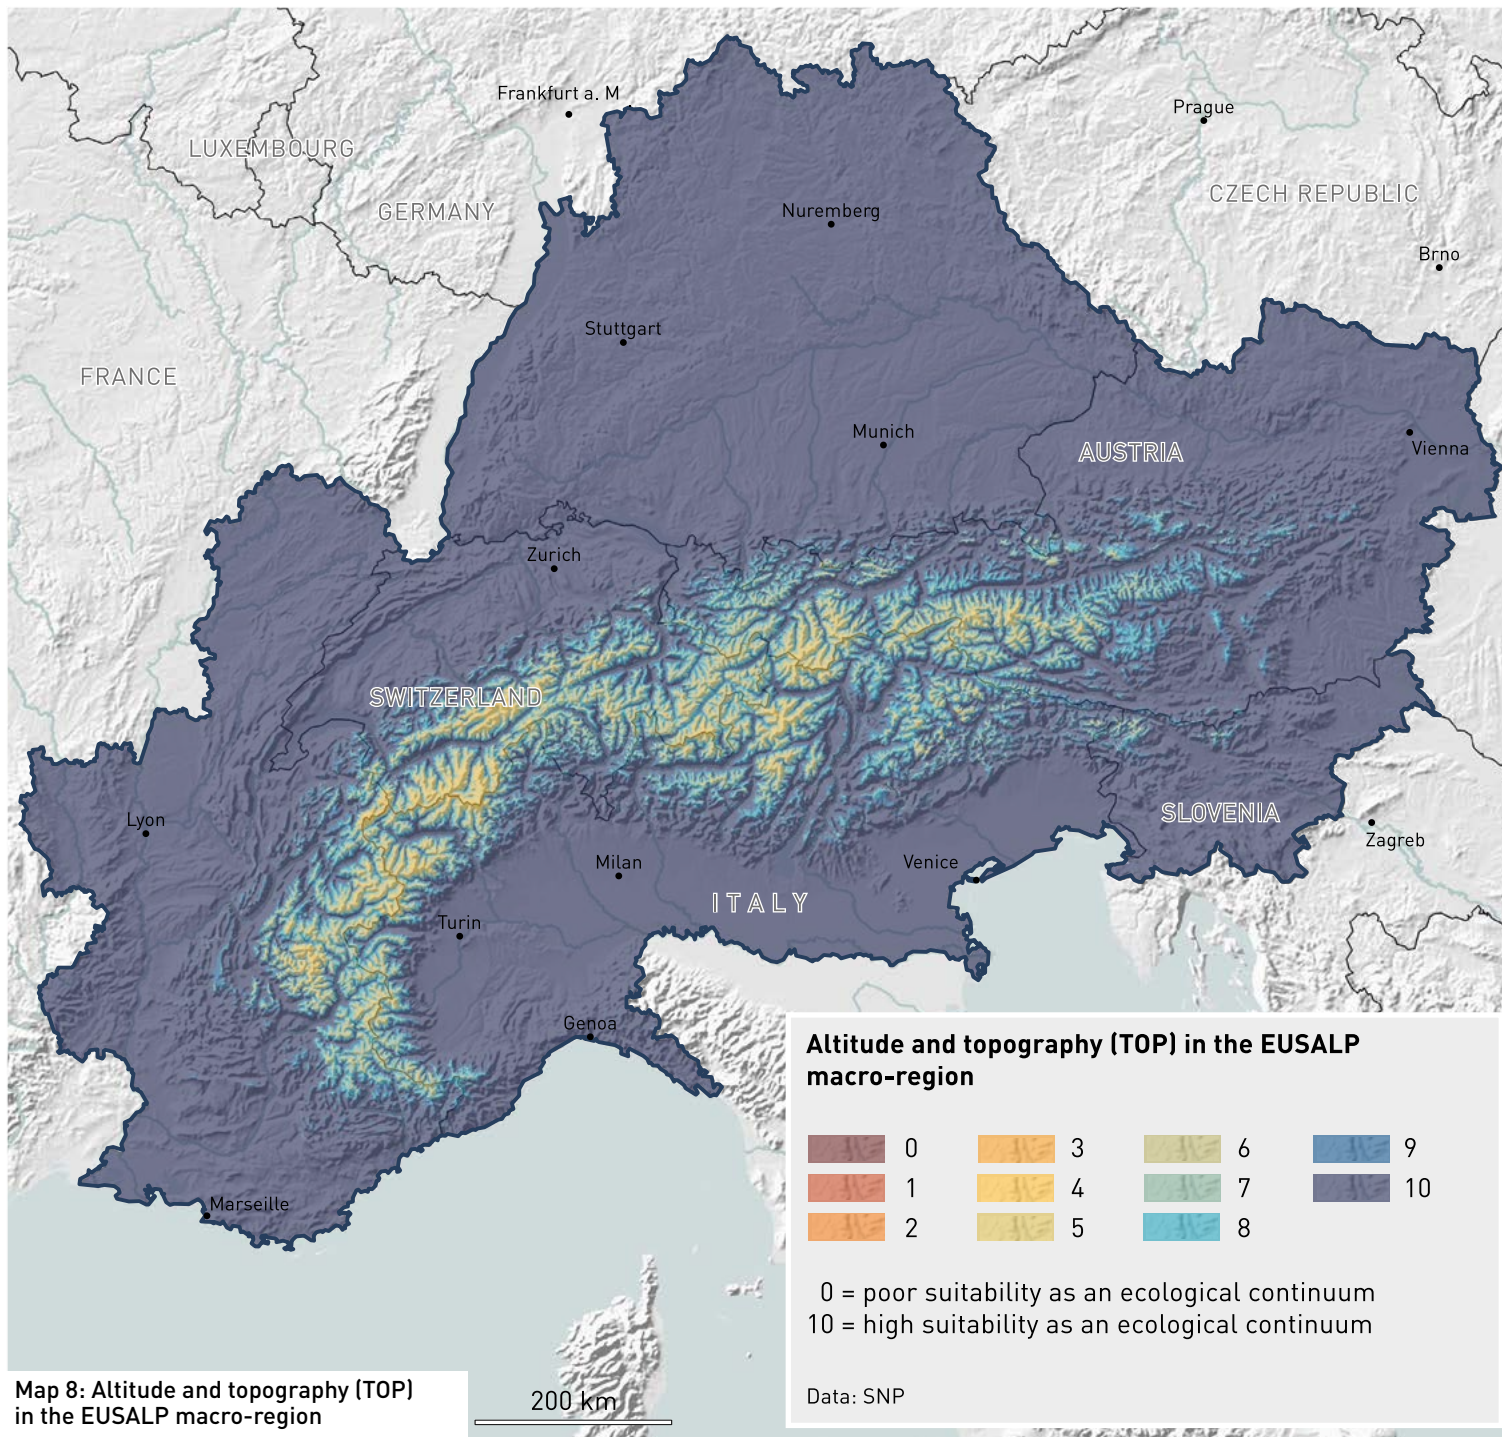 Frankfurt a. M
Prague
LUXEMBOURG
CZECH REPUBLIC
GERMANY
Nuremberg
Brno
Stuttgart
FRANCE
Munich
AUSTRIA
Vienna
Zurich
SWITZERLAND
SLOVENIA
Lyon
Zagreb
Milan
Venice
ITALY
Turin
Genoa
Marseille
Altitude and topography (TOP) in the EUSALP
macro-region
0 3 6 9
1 4 7 10
2 5 8
0 = poor suitability as an ecological continuum
10 = high suitability as an ecological continuum
Data: SNP
Map 8: Altitude and topography (TOP)
in the EUSALP macro-region
200 km